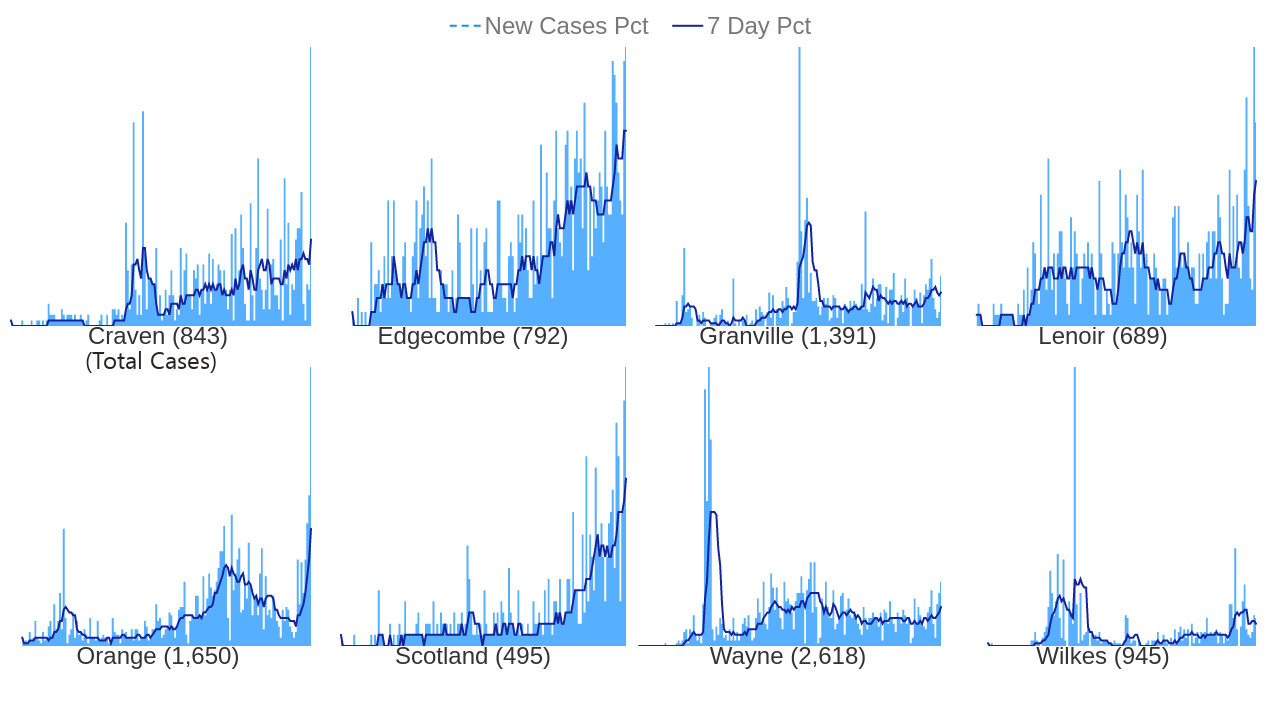 New Cases Pct 7 Day Pct
Craven (843) Edgecombe (792) Granville (1,391) Lenoir (689)
(Total Cases)
Orange (1,650) Scotland (495) Wayne (2,618) Wilkes (945)